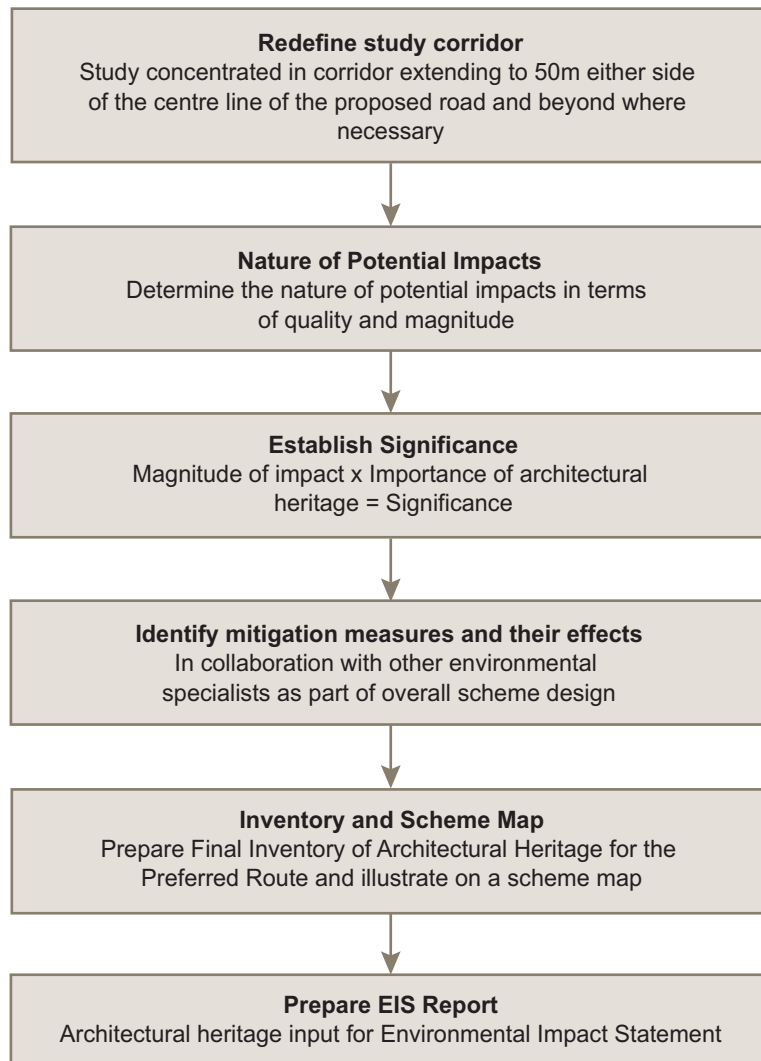 Redefine study corridor
Study concentrated in corridor extending to 50m either side
of the centre line of the proposed road and beyond where
necessary
Nature of Potential Impacts
Determine the nature of potential impacts in terms
of quality and magnitude
Establish Significance
Magnitude of impact x Importance of architectural
heritage = Significance
Identify mitigation measures and their effects
In collaboration with other environmental
specialists as part of overall scheme design
Inventory and Scheme Map
Prepare Final Inventory of Architectural Heritage for the
Preferred Route and illustrate on a scheme map
Prepare EIS Report
Architectural heritage input for Environmental Impact Statement